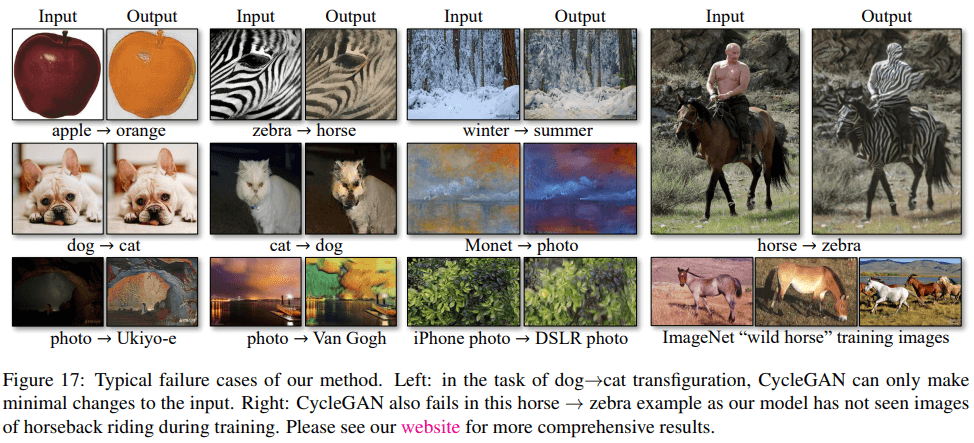 Input Output Input Output Input Output Input Output
apple → orange zebra → horse winter → summer
dog → cat cat → dog Monet → photo horse → zebra
photo → Ukiyo-e photo → Van Gogh iPhone photo → DSLR photo ImageNet “wild horse” training images
Figure 17: Typical failure cases of our method. Left: in the task of dog→cat transfiguration, CycleGAN can only make
minimal changes to the input. Right: CycleGAN also fails in this horse → zebra example as our model has not seen images
of horseback riding during training. Please see our website for more comprehensive results.